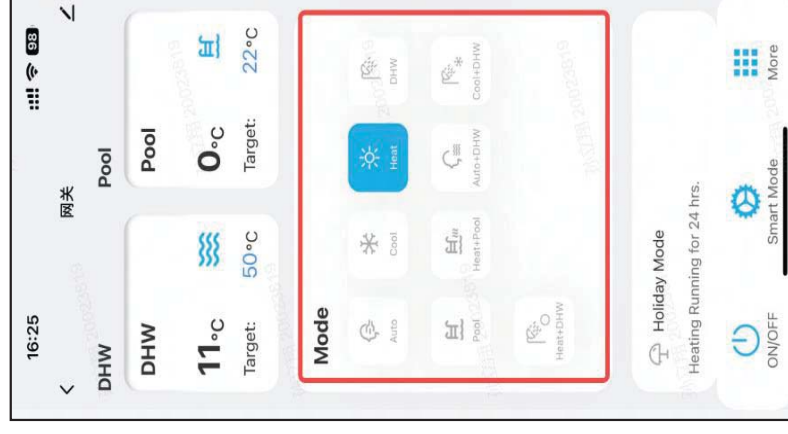 16:25 98
网关
DHW Pool
DHW
11°C
Target: 50°C
Pool
0°C
Target: 22°C
Mode
Auto
Cool
Heat
DHW
Pool
Heat+Pool
Auto+DHW
Cool+DHW
Heat+DHW
Holiday Mode
Heating Running for 24 hrs.
ON/OFF
Smart Mode
More